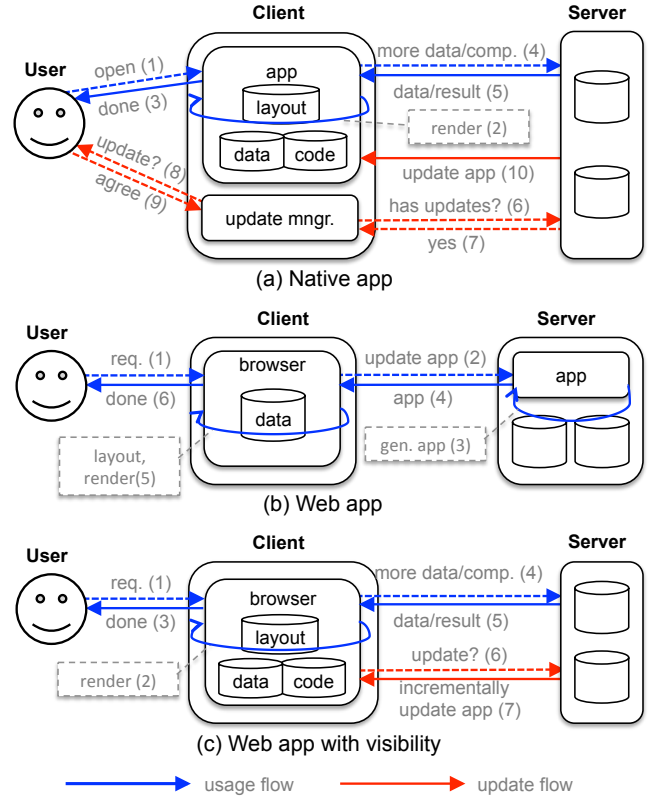 Client
Server
User
open (1)
done (3)
app
layout
data
code
more data/comp. (4)
data/result (5)
render (2)
update app (10)
update? (8)
agree (9)
update mngr.
has updates? (6)
yes (7)
(a) Native app
User
Client
Server
req. (1)
done (6)
browser
data
update app (2)
app (4)
app
layout,
render(5)
gen. app (3)
(b) Web app
User
Client
Server
req. (1)
done (3)
browser
layout
data
code
more data/comp. (4)
data/result (5)
render (2)
update? (6)
incrementally
update app (7)
(c) Web app with visibility
usage flow
update flow